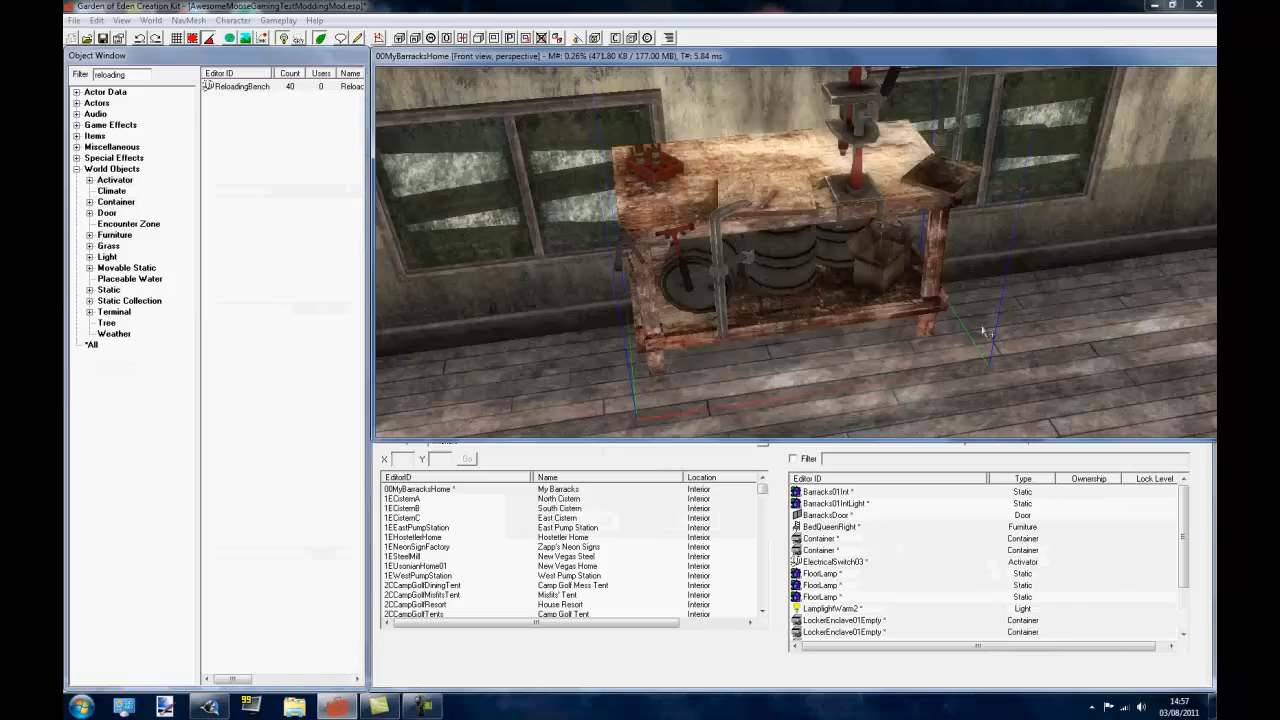 Garden of Eden Creation Kit - [AwesomeMooseGamingTestModdingMod.esp]
File Edit View World NavMesh Character Gameplay Help
Object Window
Filter reloading
Actor Data
Actors
Audio
Game Effects
Items
Miscellaneous
Special Effects
World Objects
Activator
Climate
Container
Door
Encounter Zone
Furniture
Grass
Light
Movable Static
Placeable Water
Static
Static Collection
Terminal
Tree
Weather
*All
Editor ID Count Users Name
ReloadingBench 40 0 Reloac
00MyBarracksHome [Front view, perspective] - M#: 0.26% (471.80 KB / 177.00 MB), T#: 5.84 ms
X Y Go
EditorID Name Location
00MyBarracksHome * My Barracks Interior
1ECisternA North Cistern Interior
1ECisternB South Cistern Interior
1ECisternC East Cistern Interior
1EEastPumpStation East Pump Station Interior
1EHostetlerHome Hostetler Home Interior
1ENeonSignFactory Zapp's Neon Signs Interior
1ESteelMill New Vegas Steel Interior
1EUsonianHome01 New Vegas Home Interior
1EWestPumpStation West Pump Station Interior
2CCampGolfDiningTent Camp Golf Mess Tent Interior
2CCampGolfMisfitsTent Misfits' Tent Interior
2CCampGolfResort House Resort Interior
2CCampGolfTents Camp Golf Tent Interior
Filter
Editor ID Type Ownership Lock Level
Barracks01Int * Static
Barracks01IntLight * Static
BarracksDoor * Door
BedQueenRight * Furniture
Container * Container
Container * Container
ElectricalSwitch03 * Activator
FloorLamp * Static
FloorLamp * Static
FloorLamp * Static
LamplightWarm2 * Light
LockerEnclave01Empty * Container
LockerEnclave01Empty * Container
99
14:57
03/08/2011